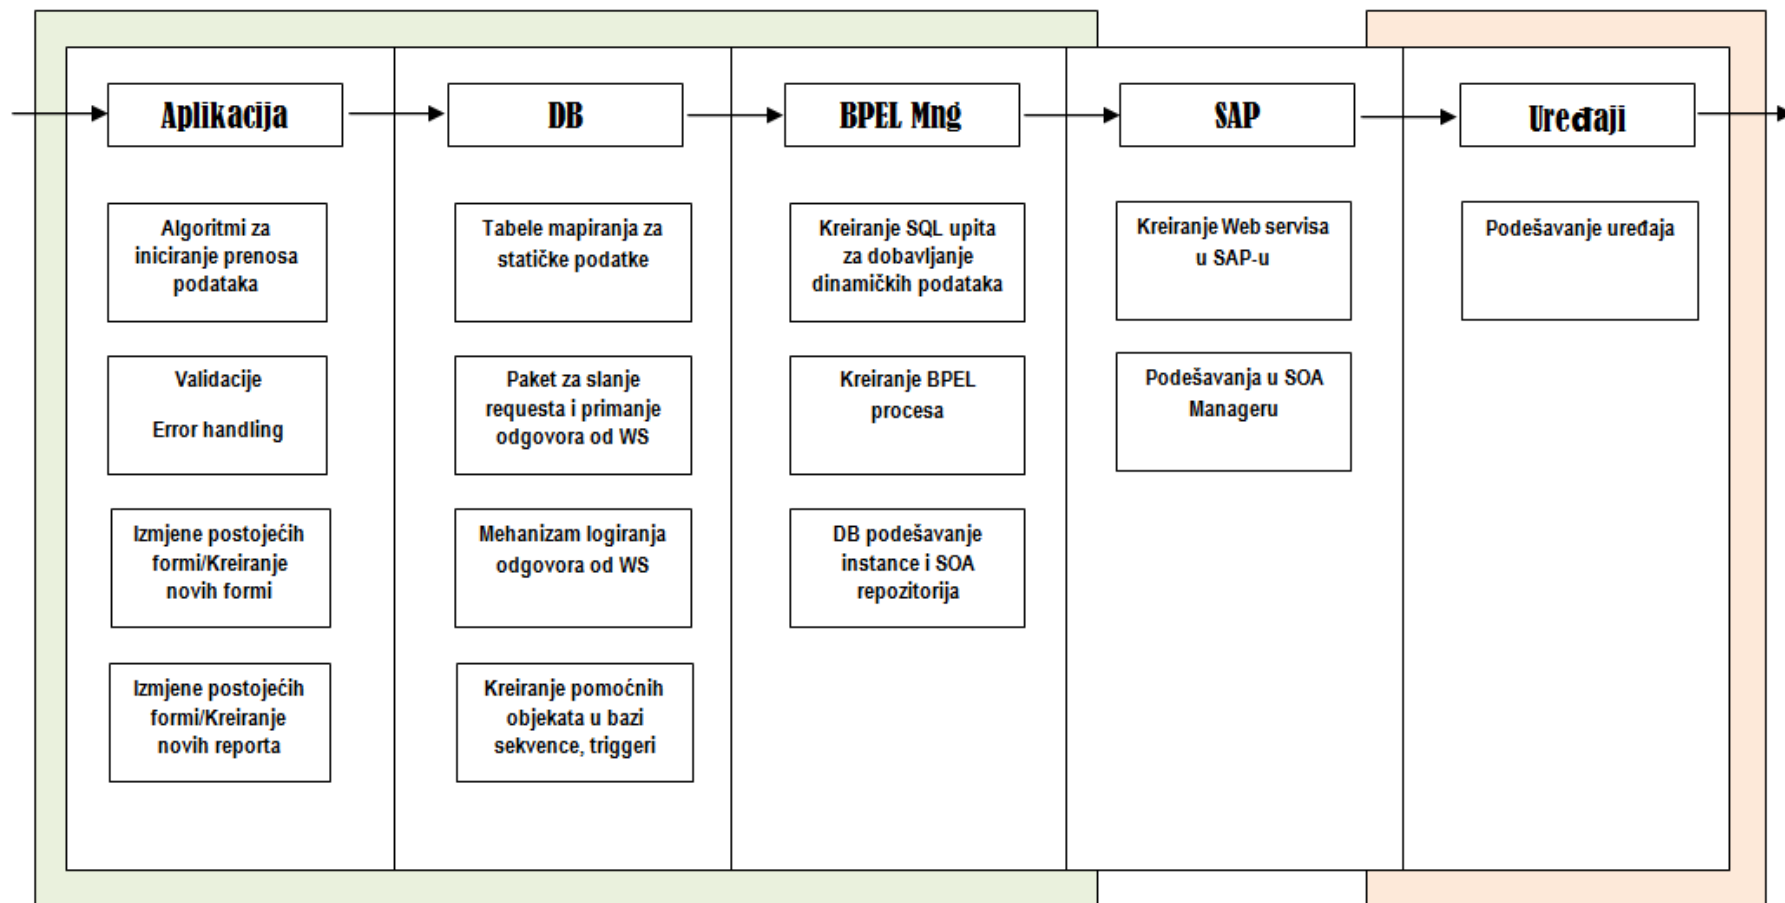 Aplikacija
DB
BPEL Mng
SAP
Uređaji
Algoritmi za
iniciranje prenosa
podataka
Tabele mapiranja za
statičke podatke
Kreiranje SQL upita
za dobavljanje
dinamičkih podataka
Kreiranje Web servisa
u SAP-u
Podešavanje uređaja
Validacije
Error handling
Paket za slanje
requesta i primanje
odgovora od WS
Kreiranje BPEL
procesa
Podešavanja u SOA
Manageru
Izmjene postojećih
formi/Kreiranje
novih formi
Mehanizam logiranja
odgovora od WS
DB podešavanje
instance i SOA
repozitorija
Izmjene postojećih
formi/Kreiranje
novih reporta
Kreiranje pomoćnih
objekata u bazi
sekvence, triggeri